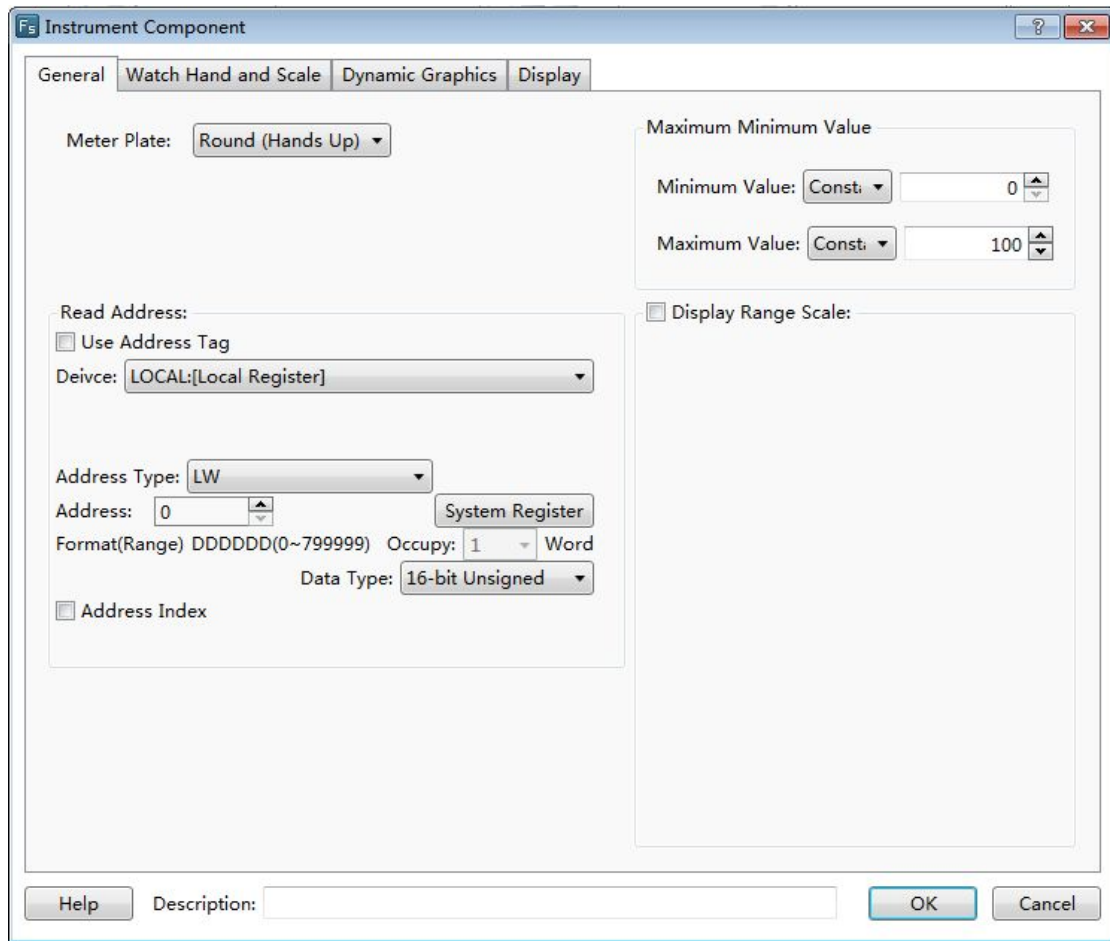 Fs Instrument Component
General Watch Hand and Scale Dynamic Graphics Display
Meter Plate: Round (Hands Up)
Maximum Minimum Value
Minimum Value: Consta 0
Maximum Value: Consta 100
Read Address:
Use Address Tag
Deivce: LOCAL:[Local Register]
Address Type: LW
Address: 0 System Register
Format(Range) DDDDDD(0~799999) Occupy: 1 Word
Data Type: 16-bit Unsigned
Address Index
Display Range Scale:
Help Description: OK Cancel